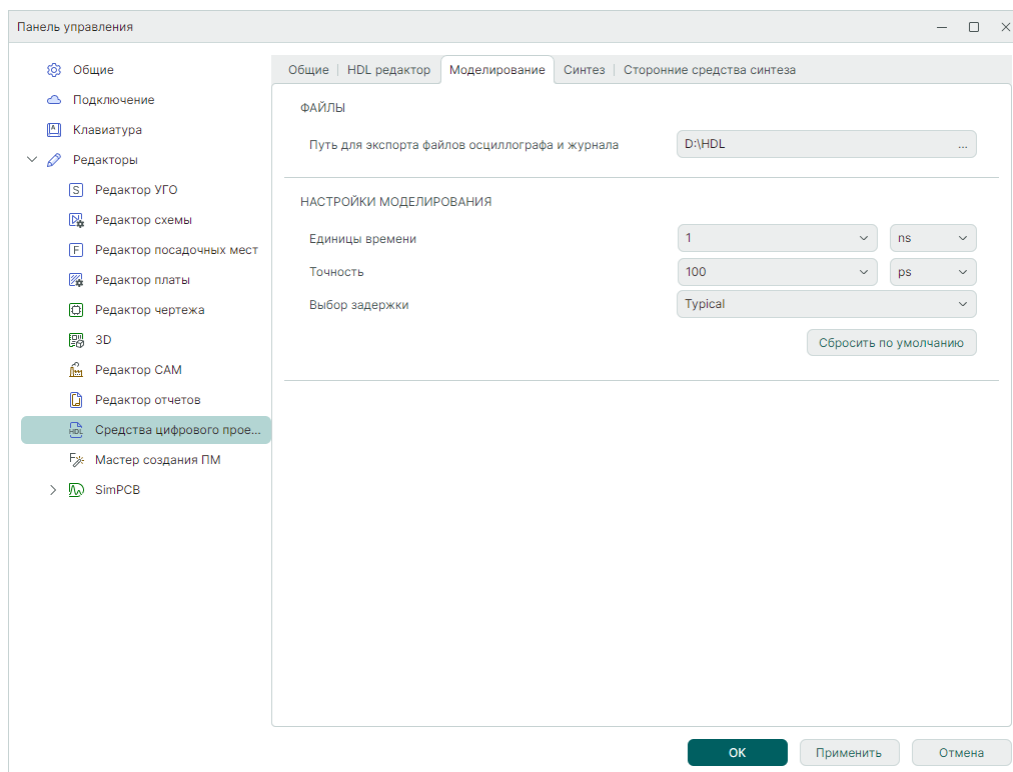 Панель управления
Общие
Подключение
Клавиатура
Редакторы
Редактор УГО
Редактор схемы
Редактор посадочных мест
Редактор платы
Редактор чертежа
3D
Редактор CAM
Редактор отчетов
Средства цифрового прое...
Мастер создания ПМ
SimPCB
Общие HDL редактор Моделирование Синтез Сторонние средства синтеза
ФАЙЛЫ
Путь для экспорта файлов осциллографа и журнала D:\HDL ...
НАСТРОЙКИ МОДЕЛИРОВАНИЯ
Единицы времени 1 ns
Точность 100 ps
Выбор задержки Typical
Сбросить по умолчанию
ОК Применить Отмена